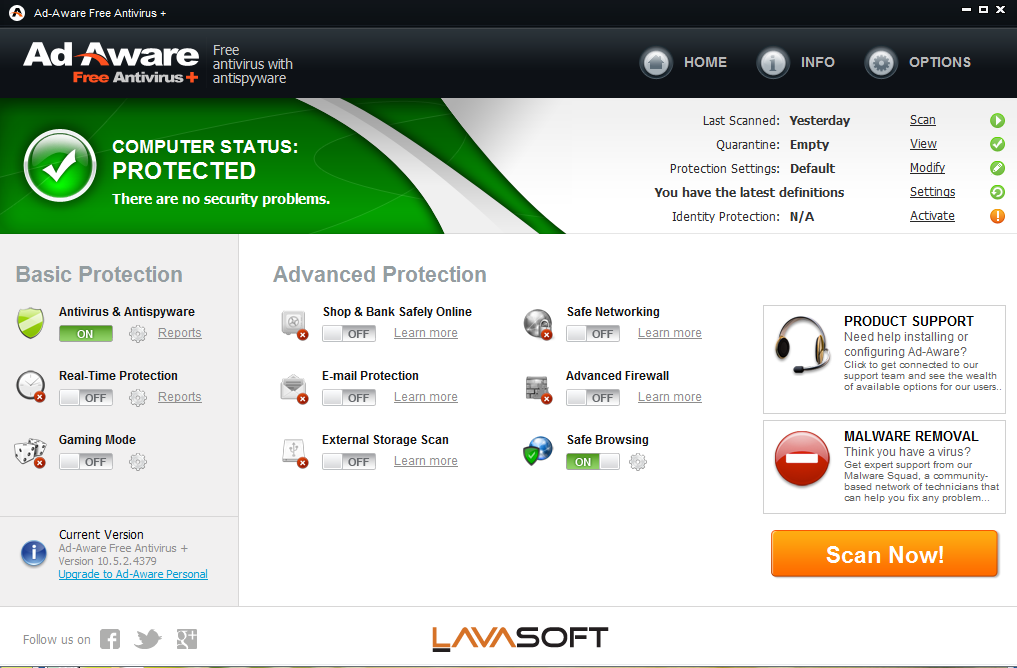 Ad-Aware Free Antivirus +
Ad-Aware
Free Antivirus+
Free
antivirus with
antispyware
HOME
INFO
OPTIONS
COMPUTER STATUS:
PROTECTED
There are no security problems.
Last Scanned: Yesterday Scan
Quarantine: Empty View
Protection Settings: Default Modify
You have the latest definitions Settings
Identity Protection: N/A Activate
Basic Protection
Antivirus & Antispyware
ON Reports
Real-Time Protection
OFF Reports
Gaming Mode
OFF
Current Version
Ad-Aware Free Antivirus +
Version 10.5.2.4379
Upgrade to Ad-Aware Personal
Advanced Protection
Shop & Bank Safely Online
OFF Learn more
Safe Networking
OFF Learn more
E-mail Protection
OFF Learn more
Advanced Firewall
OFF Learn more
External Storage Scan
OFF Learn more
Safe Browsing
ON
PRODUCT SUPPORT
Need help installing or
configuring Ad-Aware?
Click to get connected to our
support team and see the wealth
of available options for our users..
MALWARE REMOVAL
Think you have a virus?
Get expert support from our
Malware Squad, a community-
based network of technicians that
can help you fix any problem...
Scan Now!
Follow us on
LAVASOFT